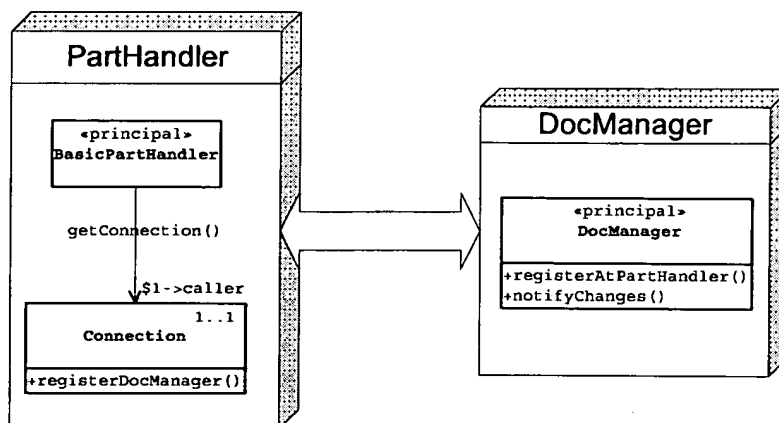 PartHandler
«principal»
BasicPartHandler
getConnection()
$1->caller
1..1
Connection
+registerDocManager()
DocManager
«principal»
DocManager
+registerAtPartHandler()
+notifyChanges()